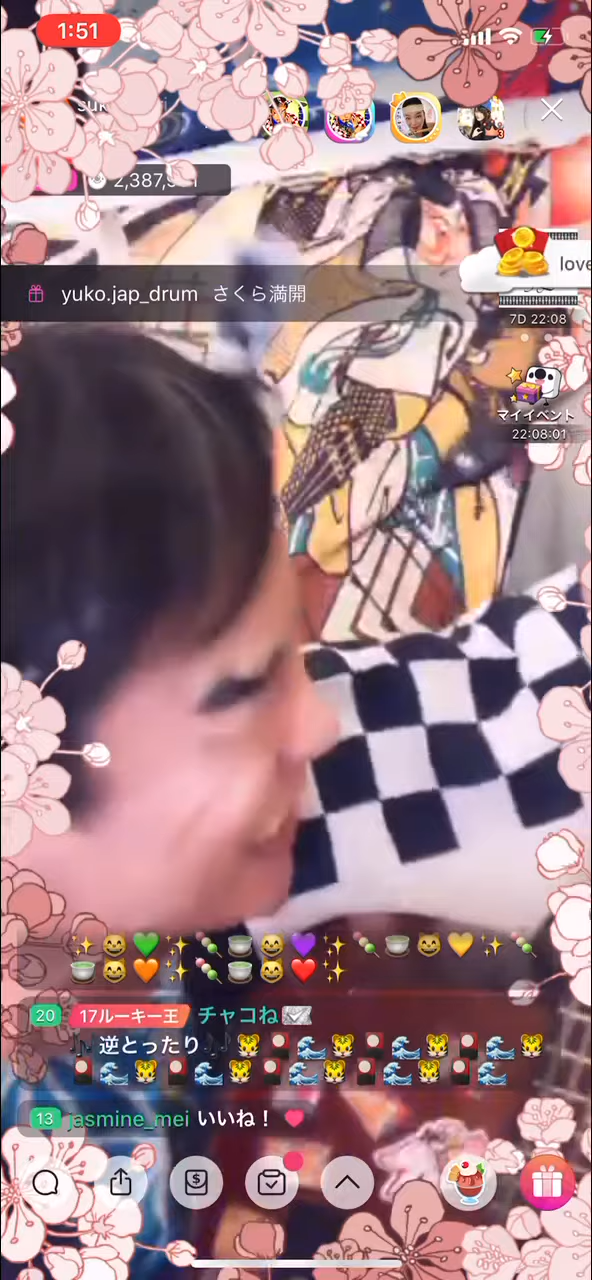 1:51
2,387,
love
yuko.jap_drum さくら満開
7D 22:08
マイイベント
22:08:01
20 17ルーキー王 チャコね
逆とったり
13 jasmine_mei いいね！